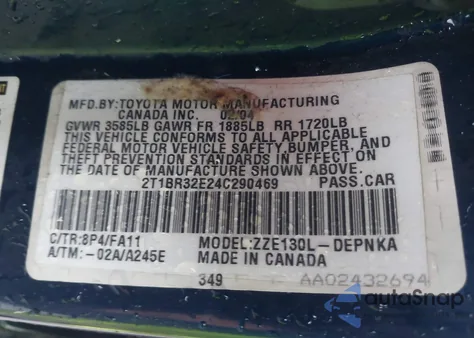 MFD.BY:TOYOTA MOTOR MANUFACTURING
CANADA INC. 02/04
GVWR 3585LB GAWR FR 1885LB RR 1720LB
THIS VEHICLE CONFORMS TO ALL APPLICABLE
FEDERAL MOTOR VEHICLE SAFETY,BUMPER, AND
THEFT PREVENTION STANDARDS IN EFFECT ON
THE DATE OF MANUFACTURE SHOWN ABOVE.
2T1BR32E24C290469 PASS.CAR
C/TR:8P4/FA11 MODEL:ZZE130L-DEPNKA
A/TM:-02A/A245E MADE IN CANADA
349 AA02432694
autoSnap